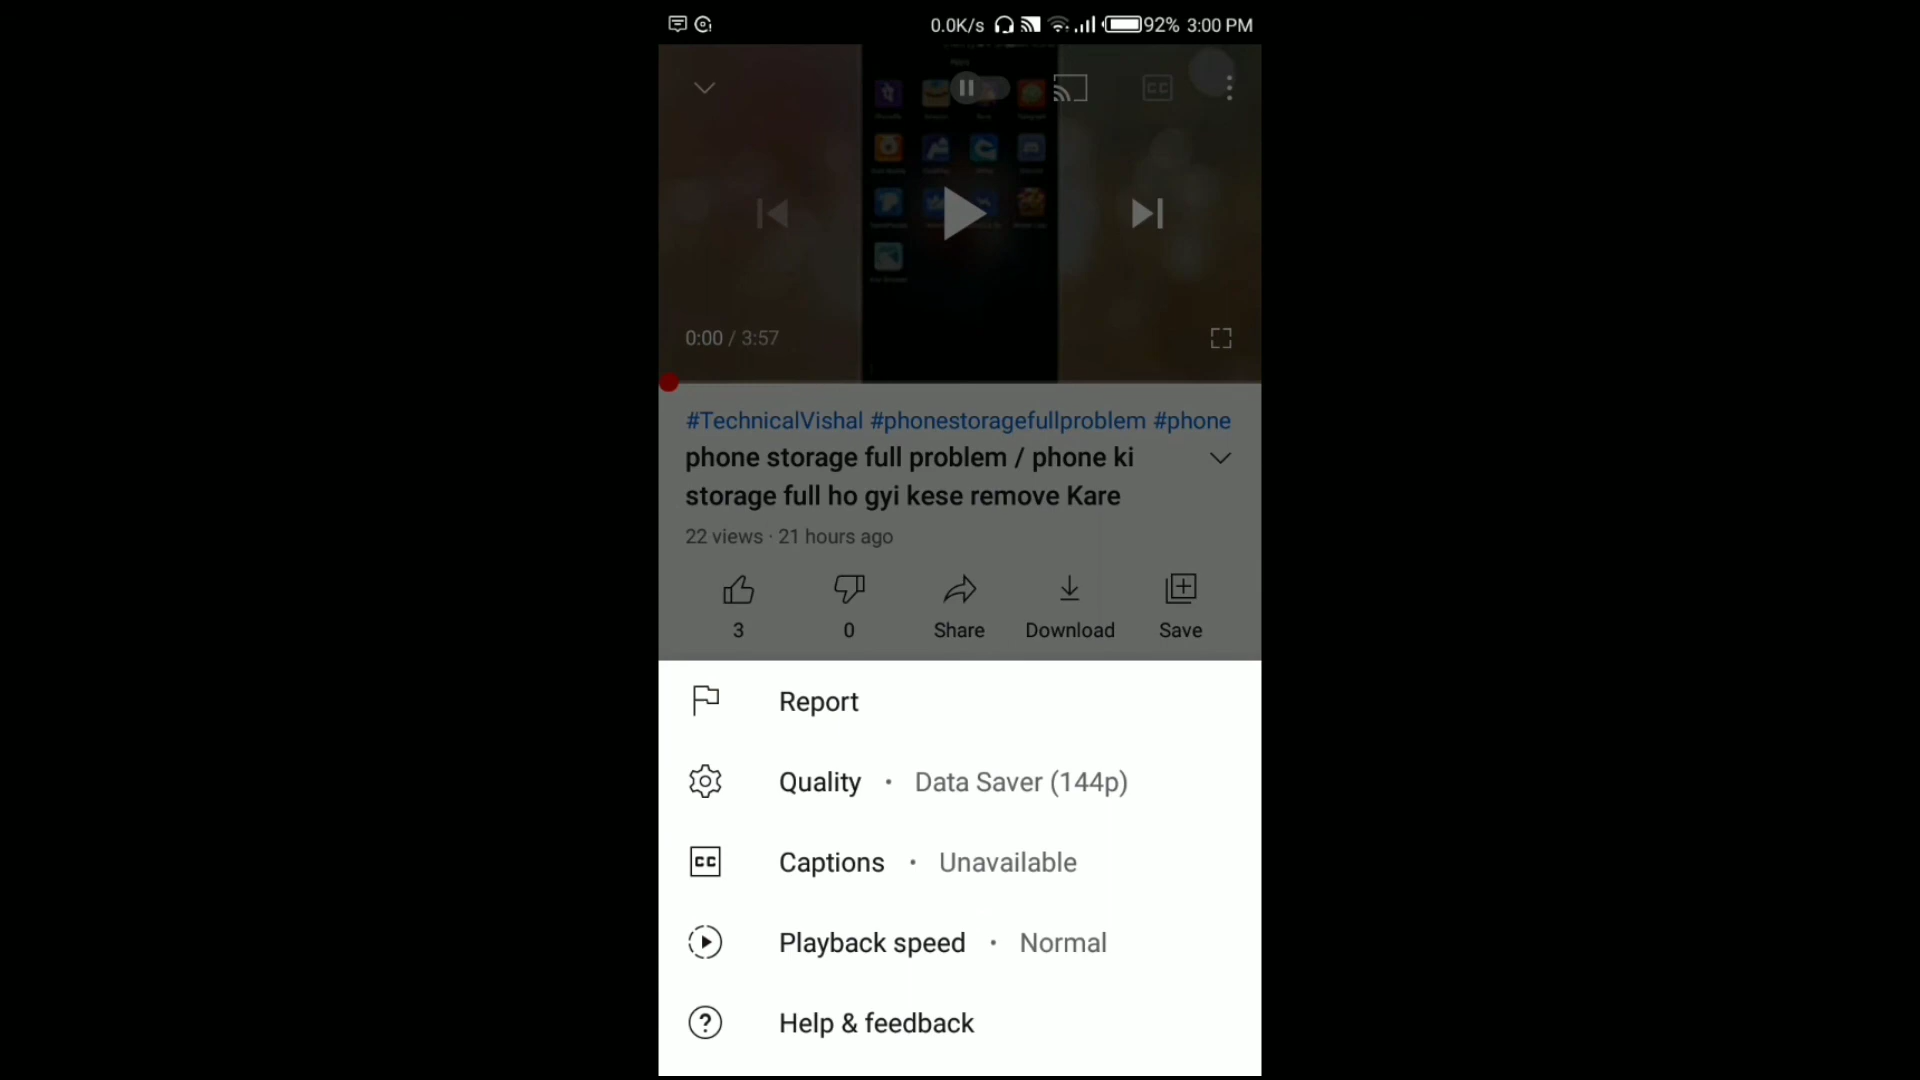 0.0K/s 92% 3:00 PM
CC
0:00 / 3:57
#TechnicalVishal #phonestoragefullproblem #phone
phone storage full problem / phone ki
storage full ho gyi kese remove Kare
22 views · 21 hours ago
3 0 Share Download Save
Report
Quality • Data Saver (144p)
CC Captions • Unavailable
Playback speed • Normal
? Help & feedback